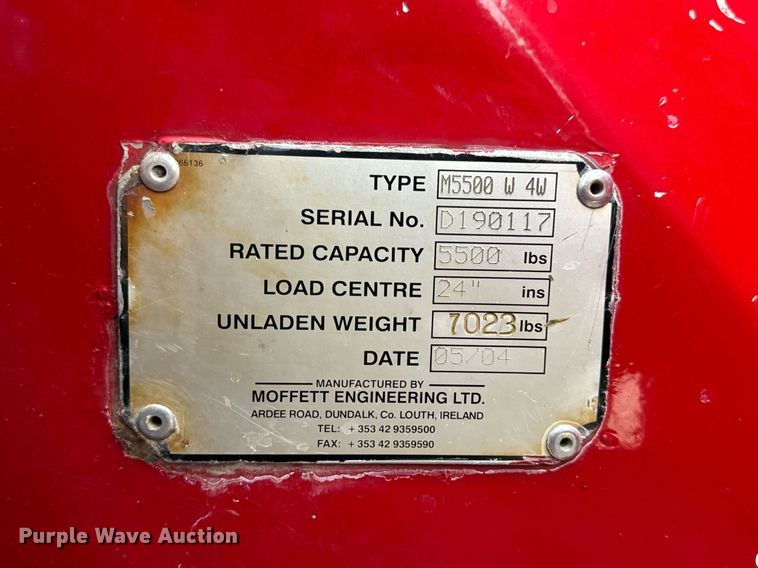 66136
TYPE M5500 W 4W
SERIAL No. D190117
RATED CAPACITY 5500 lbs
LOAD CENTRE 24" ins
UNLADEN WEIGHT 7023 lbs
DATE 05/04
MANUFACTURED BY
MOFFETT ENGINEERING LTD.
ARDEE ROAD, DUNDALK, Co. LOUTH, IRELAND
TEL: + 353 42 9359500
FAX: + 353 42 9359590
Purple Wave Auction